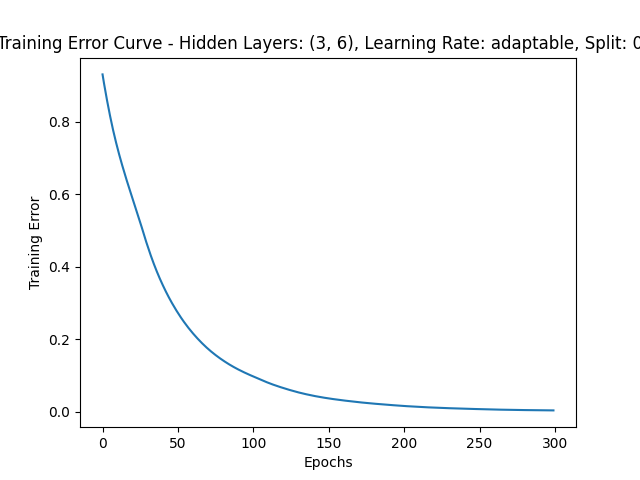 Training Error Curve - Hidden Layers: (3, 6), Learning Rate: adaptable, Split: 0
0.8
0.6
0.4
0.2
0.0
Training Error
0 50 100 150 200 250 300
Epochs